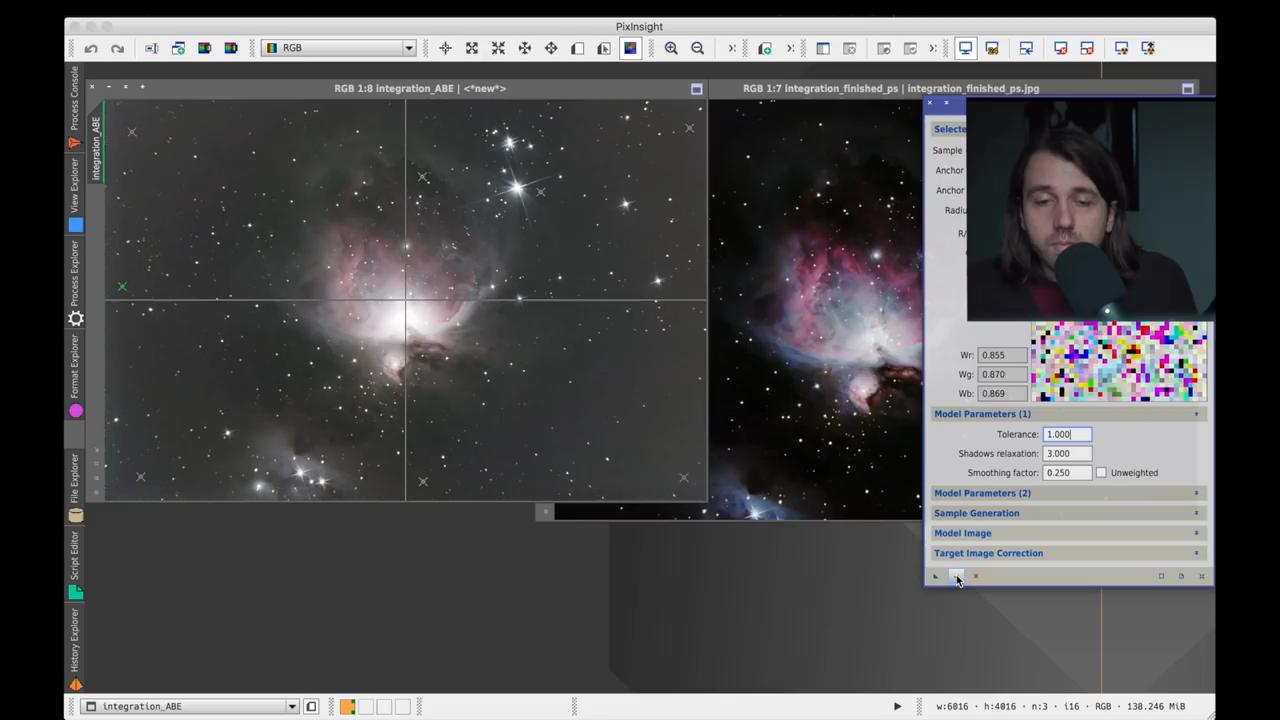 PixInsight
RGB
RGB 1:8 integration_ABE | <*new*>
RGB 1:7 integration_finished_ps | integration_finished_ps.jpg
integration_ABE
Process Console
View Explorer
Process Explorer
Format Explorer
File Explorer
Script Editor
History Explorer
Selecte
Sample
Anchor
Anchor
Radiu
R/
Wr: 0.855
Wg: 0.870
Wb: 0.869
Model Parameters (1)
Tolerance: 1.000
Shadows relaxation: 3.000
Smoothing factor: 0.250 Unweighted
Model Parameters (2)
Sample Generation
Model Image
Target Image Correction
integration_ABE
w:6016 | h:4016 | n:3 | i16 | RGB | 138.246 MiB